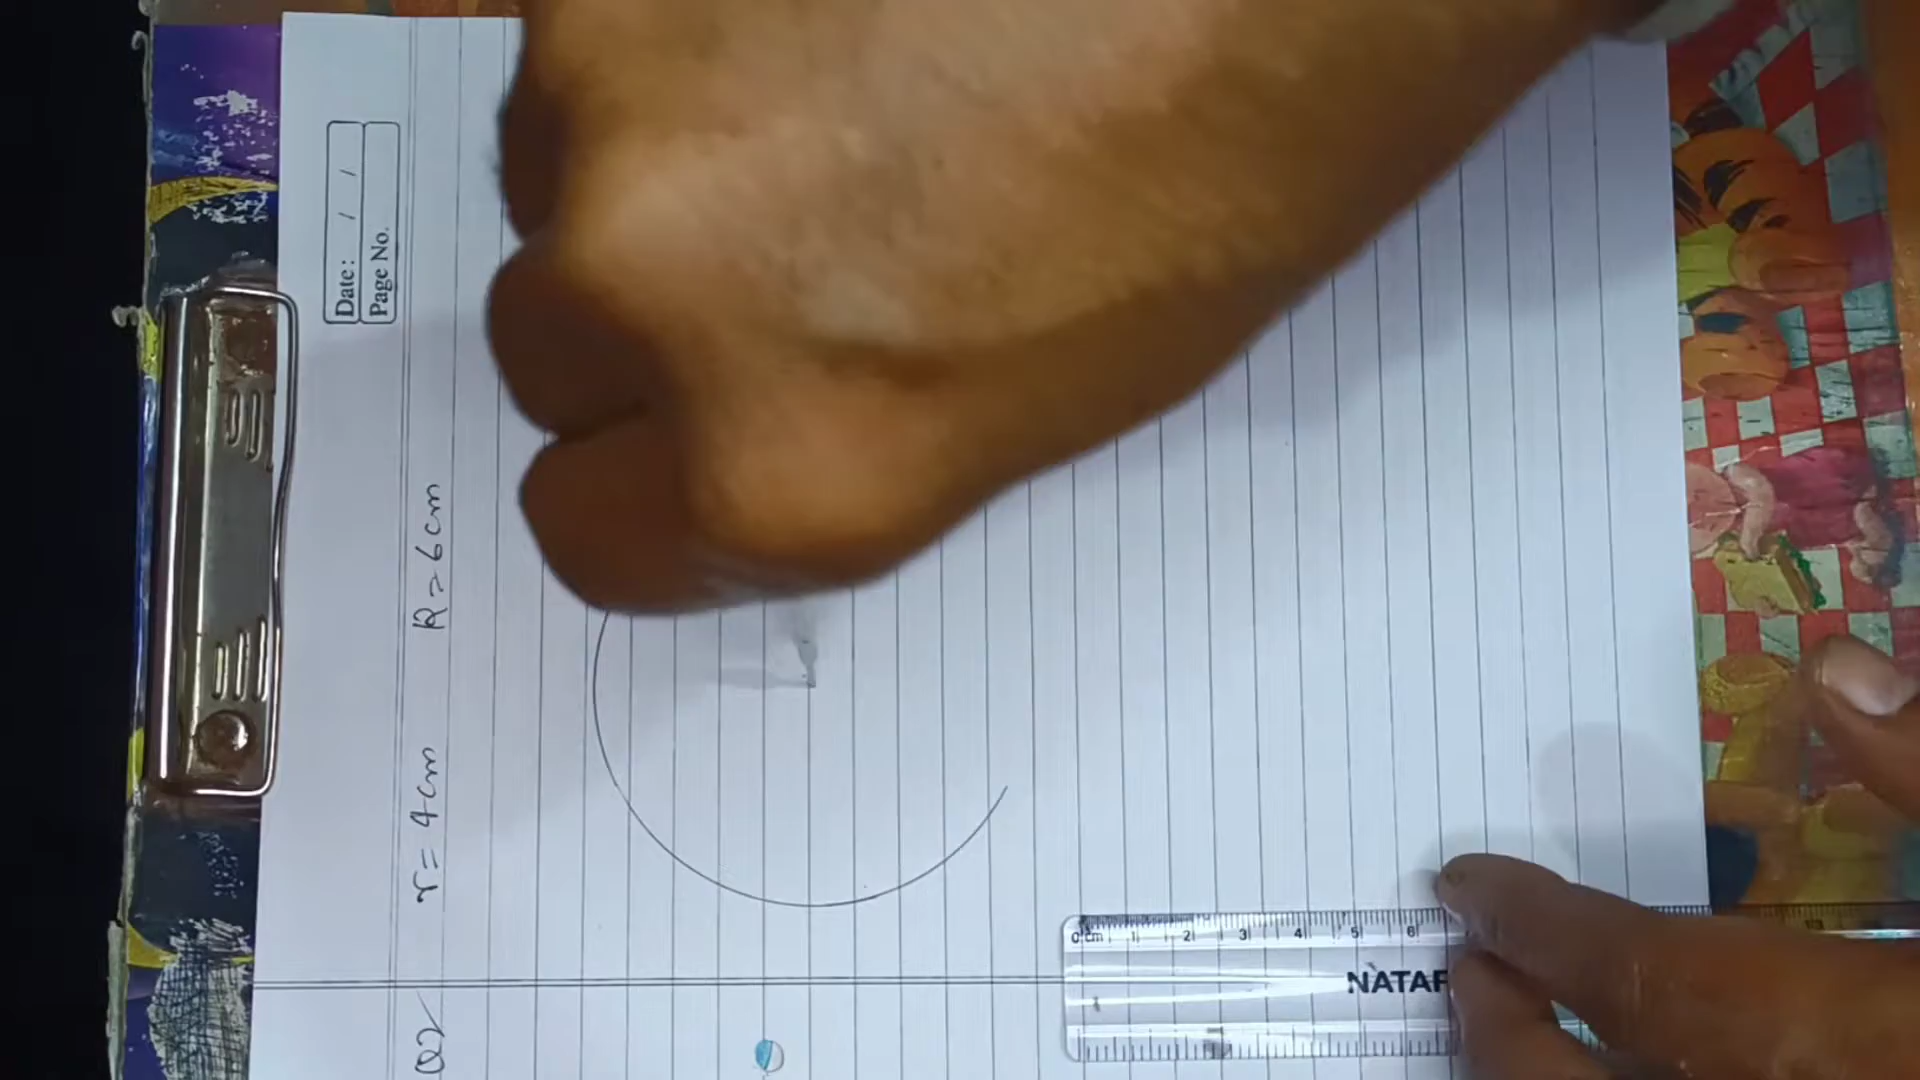 Date: / /
Page No.
Q2 r = 4cm R = 6cm
0 cm 1 2 3 4 5 6
NATAR